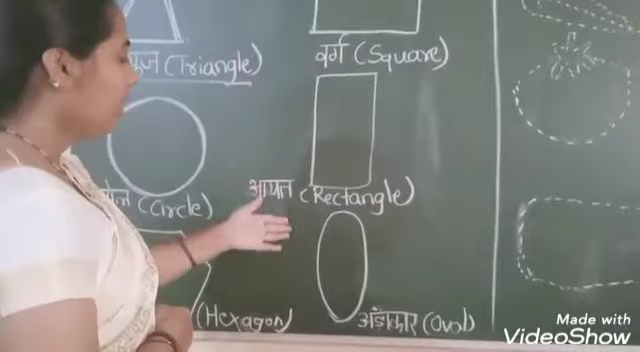 (Triangle)
वर्ग (Square)
(Circle)
आयत (Rectangle)
(Hexagon)
अंडाकार (Oval)
Made with
VideoShow